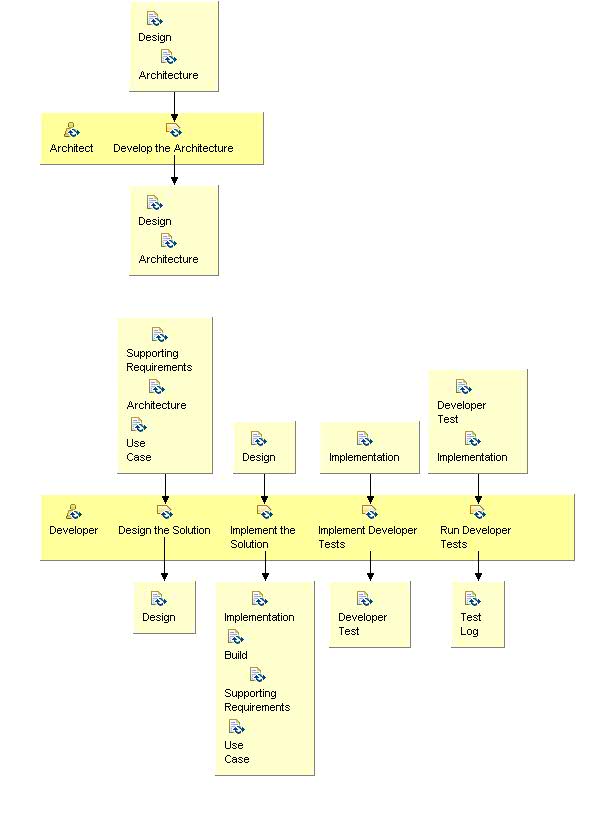 Design
Architecture
Architect
Develop the Architecture
Design
Architecture
Supporting
Requirements
Architecture
Use
Case
Design
Implementation
Developer
Test
Implementation
Developer
Design the Solution
Implement the
Solution
Implement Developer
Tests
Run Developer
Tests
Design
Implementation
Build
Supporting
Requirements
Use
Case
Developer
Test
Test
Log